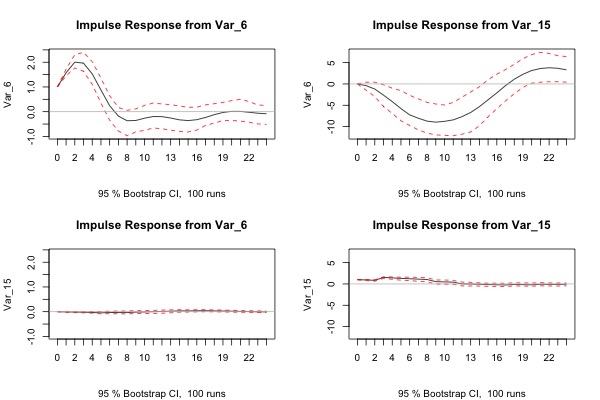 Impulse Response from Var_6
Var_6
-1.0 0.0 1.0 2.0
0 2 4 6 8 10 13 16 19 22
95 % Bootstrap CI, 100 runs
Impulse Response from Var_15
Var_6
-10 -5 0 5
0 2 4 6 8 10 13 16 19 22
95 % Bootstrap CI, 100 runs
Impulse Response from Var_6
Var_15
-1.0 0.0 1.0 2.0
0 2 4 6 8 10 13 16 19 22
95 % Bootstrap CI, 100 runs
Impulse Response from Var_15
Var_15
-10 -5 0 5
0 2 4 6 8 10 13 16 19 22
95 % Bootstrap CI, 100 runs